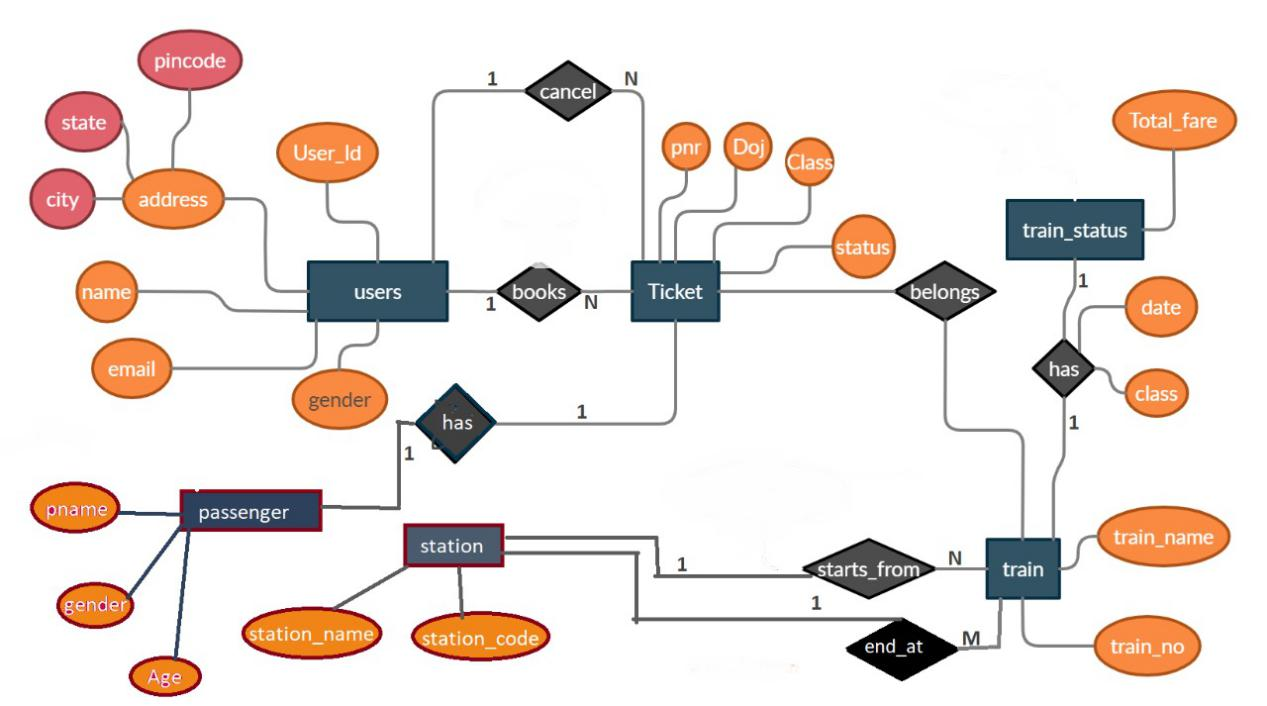 pincode
state
city
address
User_Id
name
email
gender
users
1
cancel
N
pnr
Doj
Class
status
1
books
N
Ticket
belongs
Total_fare
train_status
1
date
has
class
1
has
1
1
passenger
pname
gender
Age
station
station_name
station_code
1
starts_from
N
train
train_name
train_no
1
end_at
M